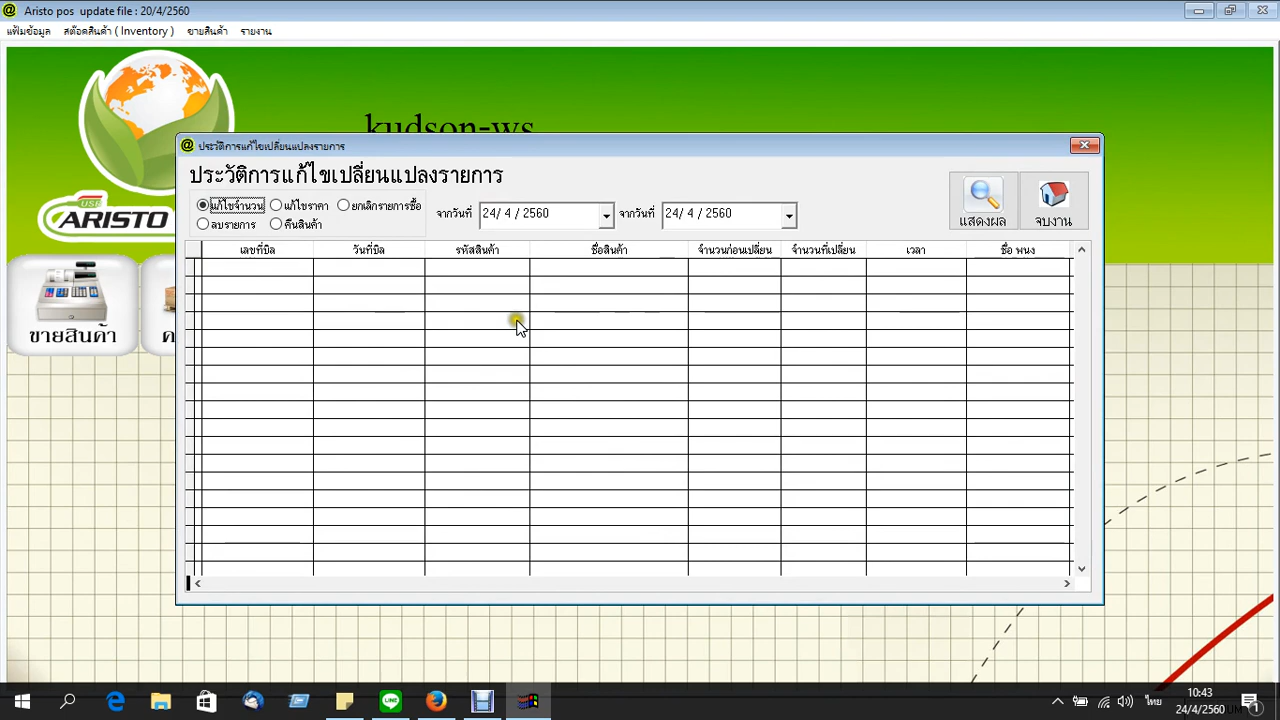 Aristo pos  update file : 20/4/2560
แฟ้มข้อมูล สต๊อคสินค้า ( Inventory ) ขายสินค้า รายงาน
kudson-ws
ประวัติการแก้ไขเปลี่ยนแปลงรายการ
ประวัติการแก้ไขเปลี่ยนแปลงรายการ
แก้ไขจำนวน แก้ไขราคา ยกเลิกรายการซื้อ
ลบรายการ คืนสินค้า
จากวันที่ 24/ 4 / 2560 จากวันที่ 24/ 4 / 2560
แสดงผล จบงาน
เลขที่บิล วันที่บิล รหัสสินค้า ชื่อสินค้า จำนวนก่อนเปลี่ยน จำนวนที่เปลี่ยน เวลา ชื่อ พนง
USE
ARISTO
ขายสินค้า
ค
10:43
ไทย
24/4/2560
1